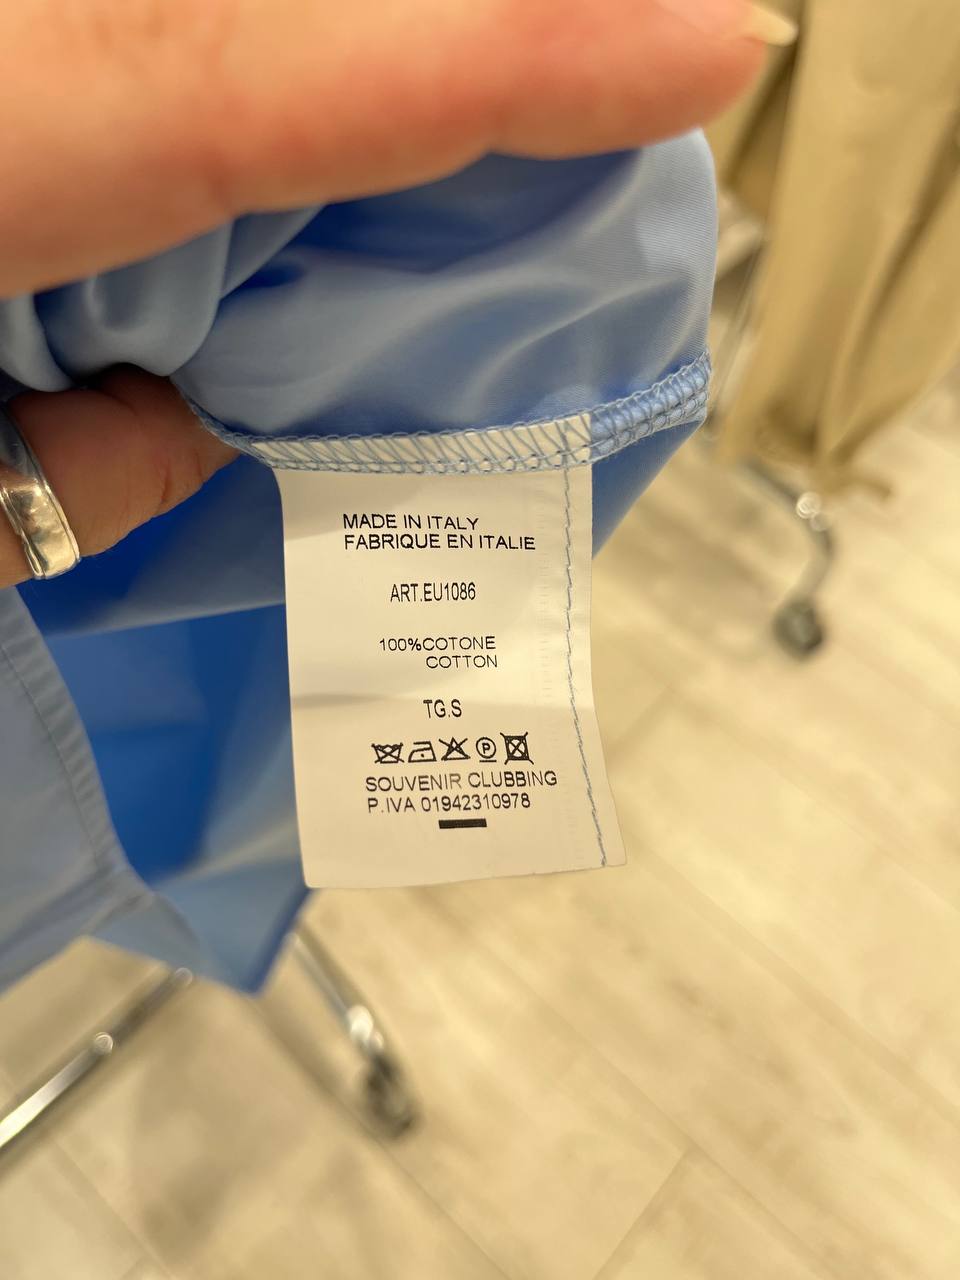 MADE IN ITALY
FABRIQUE EN ITALIE
ART.EU1086
100%COTONE
COTTON
TG.S
P
SOUVENIR CLUBBING
P.IVA 01942310978